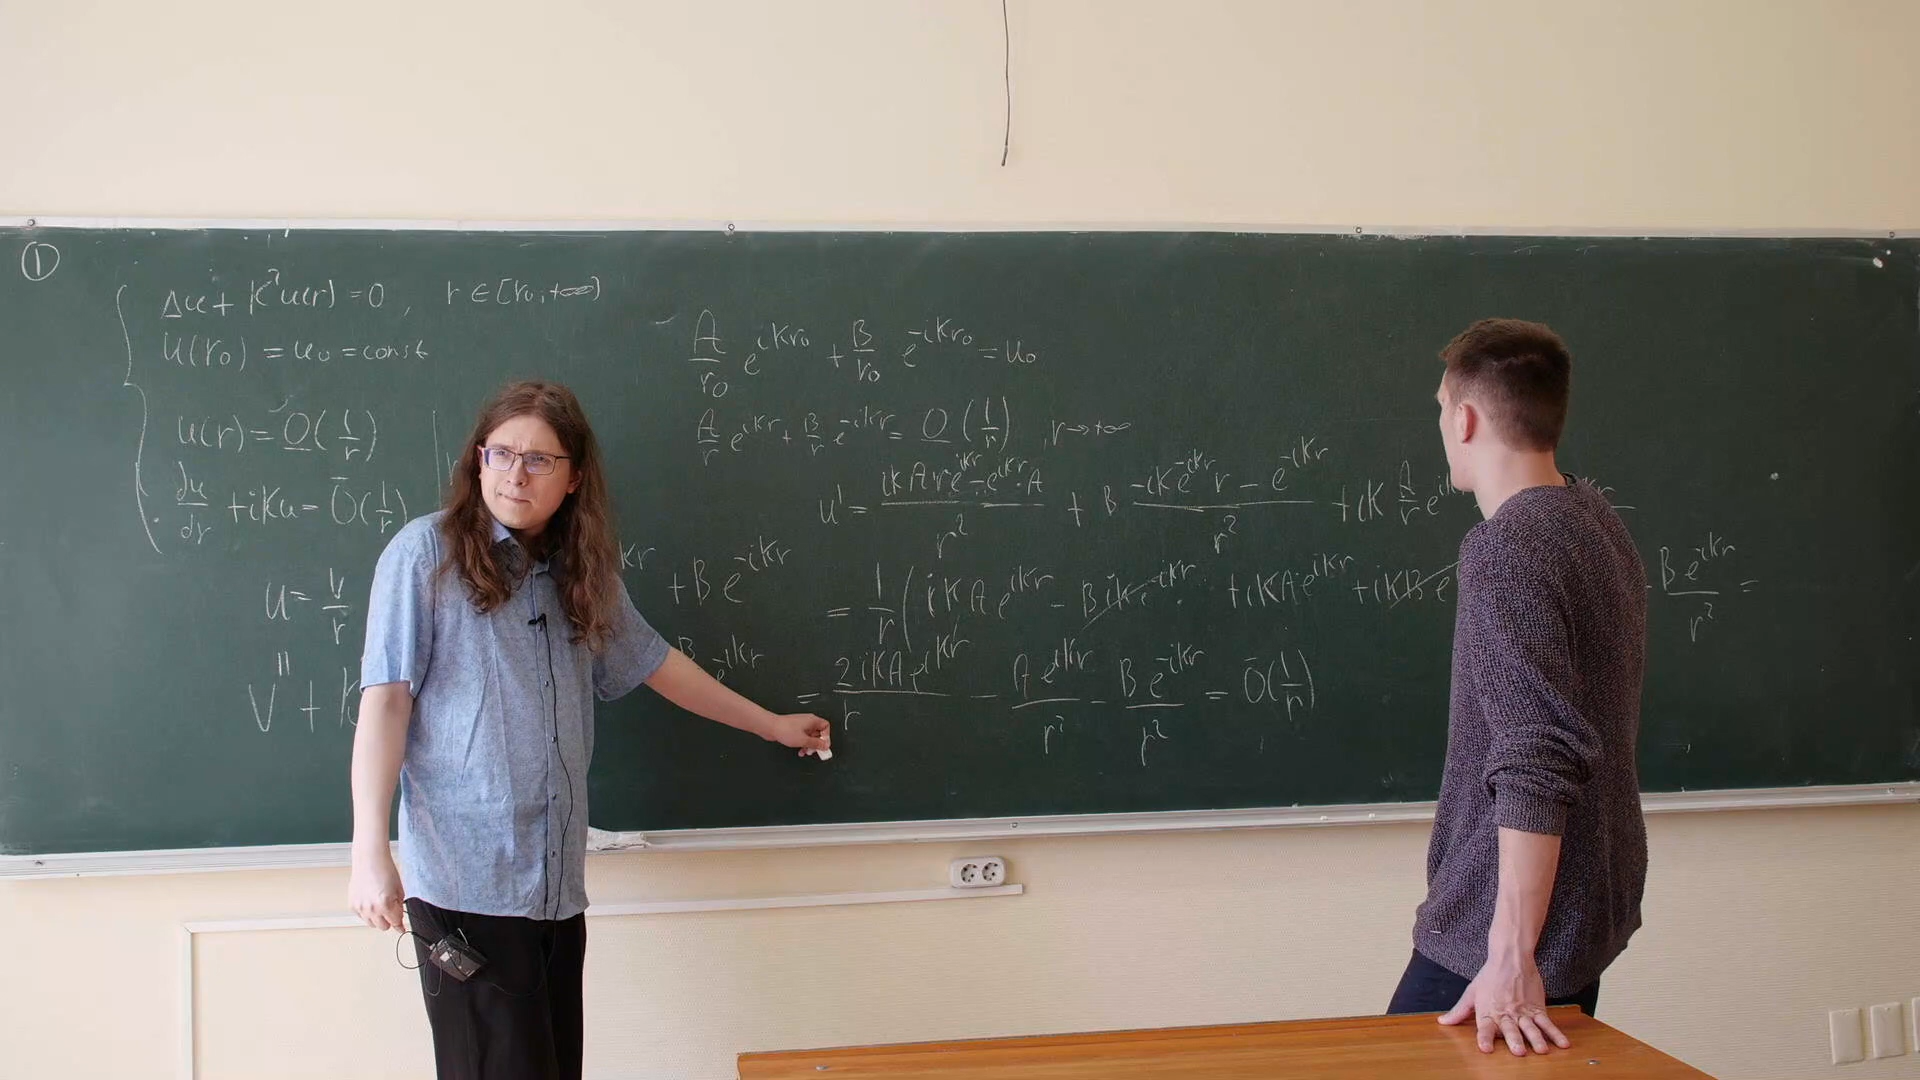 ①
Δu + k²u(r) = 0 , r ∈ [r₀; +∞)
u(r₀) = u₀ = const
u(r) = O(1/r)
du/dr + iku = ō(1/r)
u = v/r
v'' + k
kr + B e^{-ikr}
B e^{-ikr}
A/r₀ e^{ikr₀} + B/r₀ e^{-ikr₀} = u₀
A/r e^{ikr} + B/r e^{-ikr} = O(1/r) , r → +∞
u' = (ikAre^{ikr} - e^{ikr}·A)/r² + B (-ike^{-ikr}r - e^{-ikr})/r² + ik A/r e^{ik
= 1/r (ikAe^{ikr} - Bike^{-ikr} + ikAe^{ikr} + ikBe - Be^{-ikr}/r² =
= 2ikAe^{ikr}/r - Ae^{ikr}/r² - Be^{-ikr}/r² = ō(1/r)